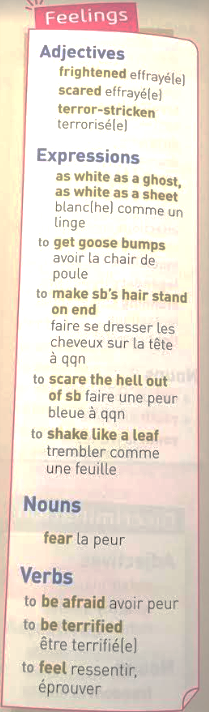 Feelings
Adjectives
frightened effrayé(e)
scared effrayé(e)
terror-stricken
terrorisé(e)
Expressions
as white as a ghost,
as white as a sheet
blanc(he) comme un
linge
to get goose bumps
avoir la chair de
poule
to make sb's hair stand
on end
faire se dresser les
cheveux sur la tête
à qqn
to scare the hell out
of sb faire une peur
bleue à qqn
to shake like a leaf
trembler comme
une feuille
Nouns
fear la peur
Verbs
to be afraid avoir peur
to be terrified
être terrifié(e)
to feel ressentir,
éprouver